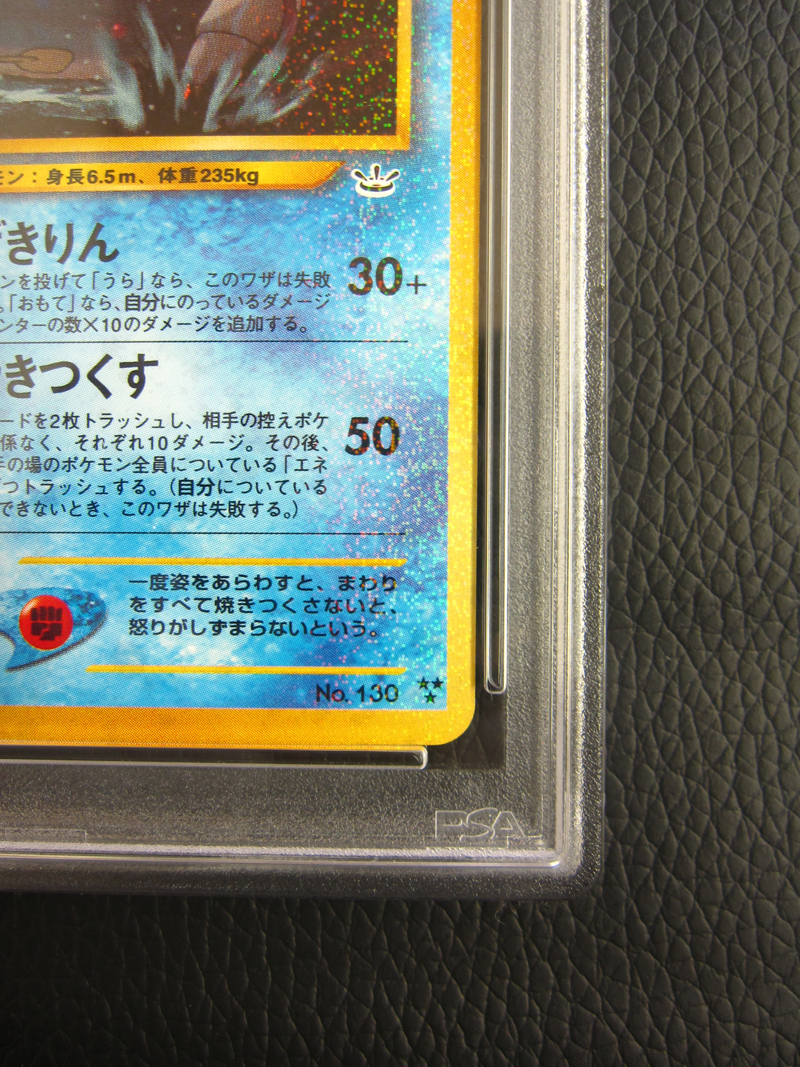 モン：身長6.5m、体重235kg
きりん
30+
ンを投げて「うら」なら、このワザは失敗
。「おもて」なら、自分にのっているダメージ
ンターの数×10のダメージを追加する。
きつくす
50
ードを2枚トラッシュし、相手の控えポケ
係なく、それぞれ10ダメージ。その後、
手の場のポケモン全員についている「エネ
つトラッシュする。（自分についている
できないとき、このワザは失敗する。）
一度姿をあらわすと、まわり
をすべて焼きつくさないと、
怒りがしずまらないという。
No. 130
PSA